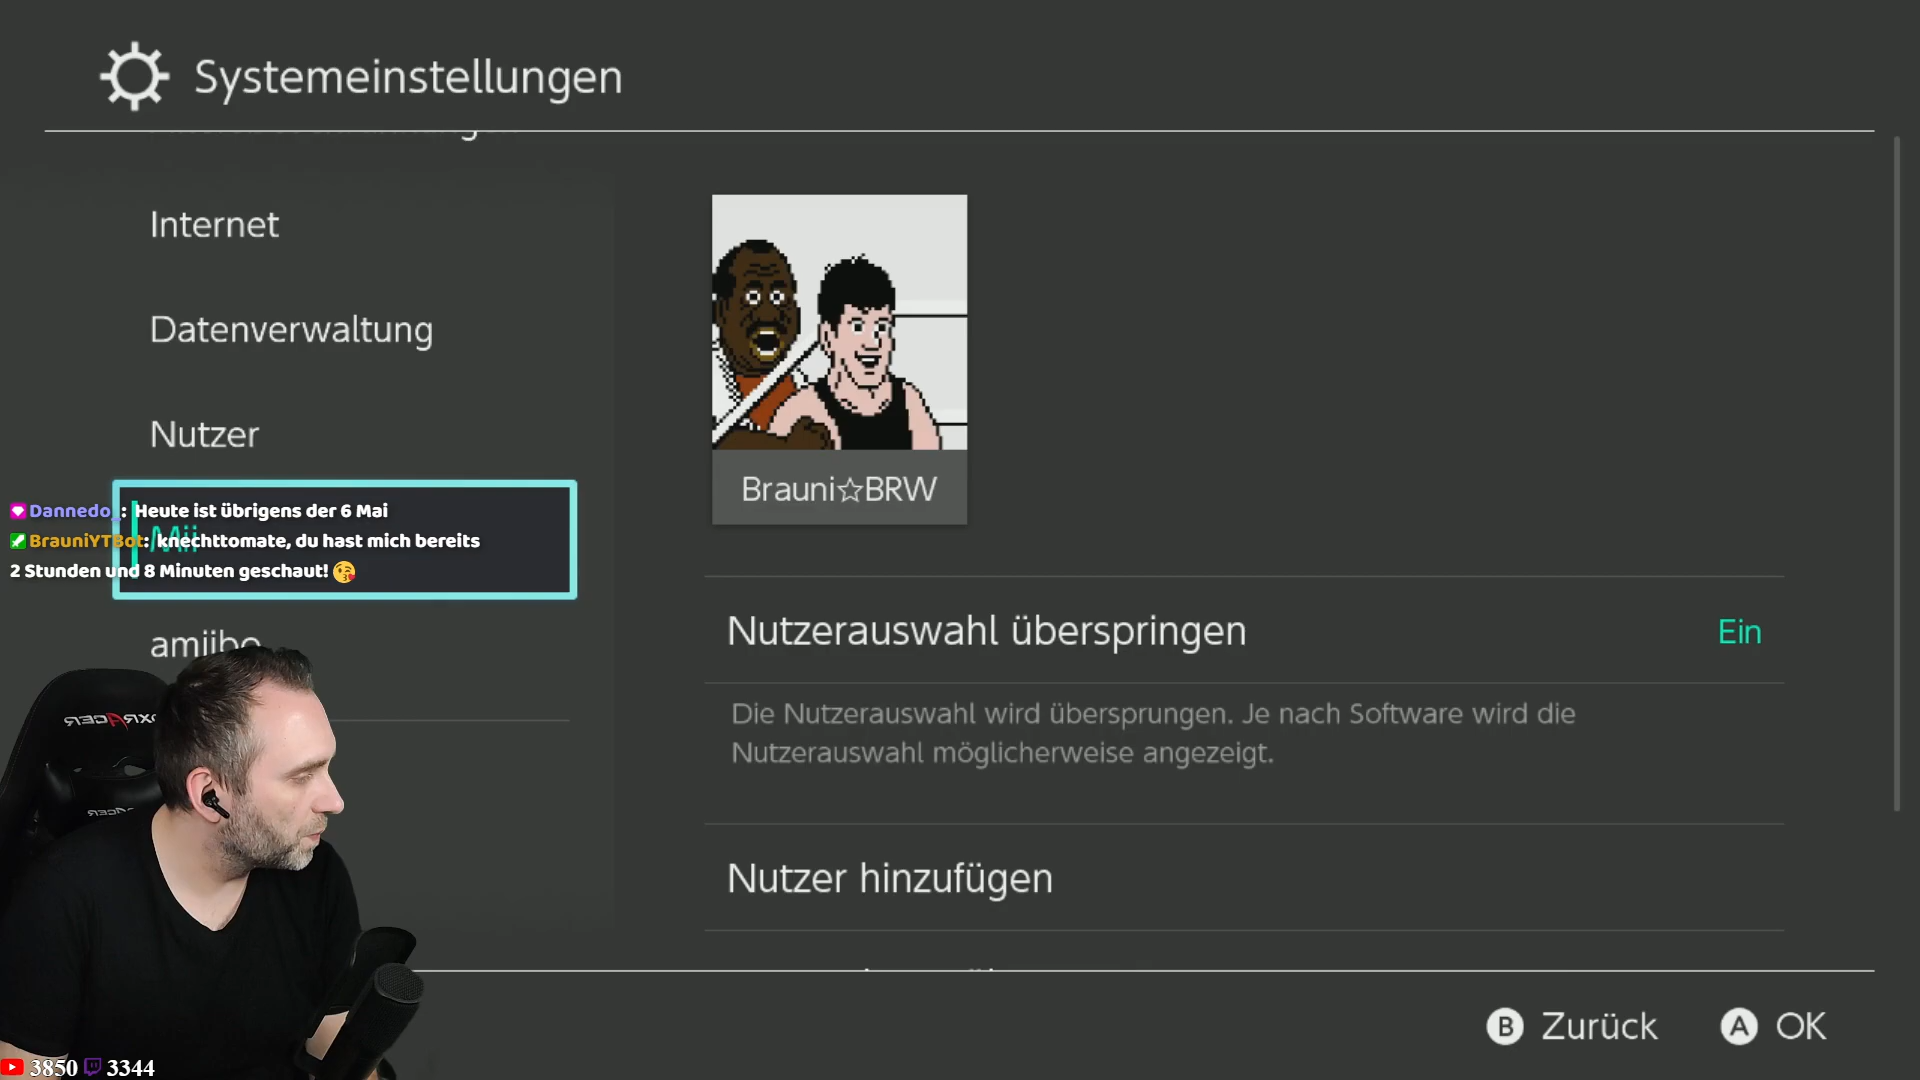 Systemeinstellungen
Internet
Datenverwaltung
Nutzer
Dannedo_: Heute ist übrigens der 6 Mai
Mii
BrauniYTBot: knechttomate, du hast mich bereits
2 Stunden und 8 Minuten geschaut! 😘
amiibo
Brauni☆BRW
Nutzerauswahl überspringen Ein
Die Nutzerauswahl wird übersprungen. Je nach Software wird die
Nutzerauswahl möglicherweise angezeigt.
Nutzer hinzufügen
B Zurück A OK
3850 3344